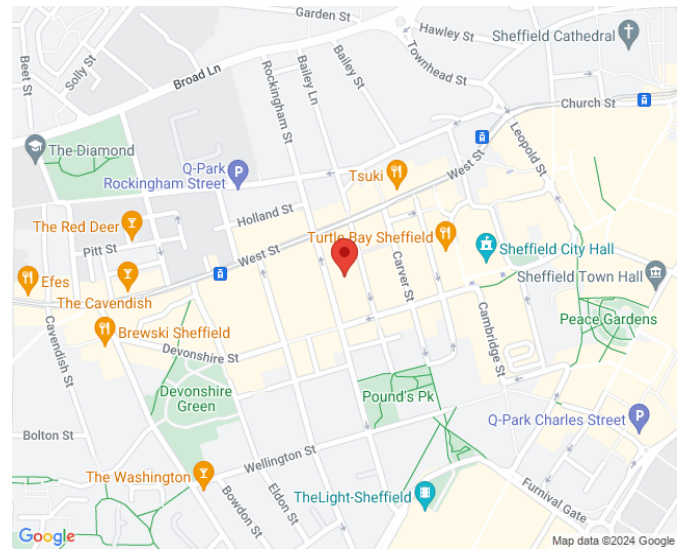 Garden St
Hawley St
Sheffield Cathedral
Beet St
Solly St
Broad Ln
Rockingham St
Bailey Ln
Bailey St
Townhead St
Church St
Leopold St
The Diamond
Q-Park
Rockingham Street
P
Tsuki
West St
Holland St
The Red Deer
Pitt St
West St
Turtle Bay Sheffield
Carver St
Sheffield City Hall
Sheffield Town Hall
Efes
The Cavendish
Brewski Sheffield
Cavendish St
Devonshire St
Cambridge St
Peace Gardens
Devonshire
Green
Pound's Pk
Q-Park Charles Street
P
Bolton St
Wellington St
The Washington
Bowdon St
Eldon St
TheLight-Sheffield
Furnival Gate
Google
Map data ©2024 Google